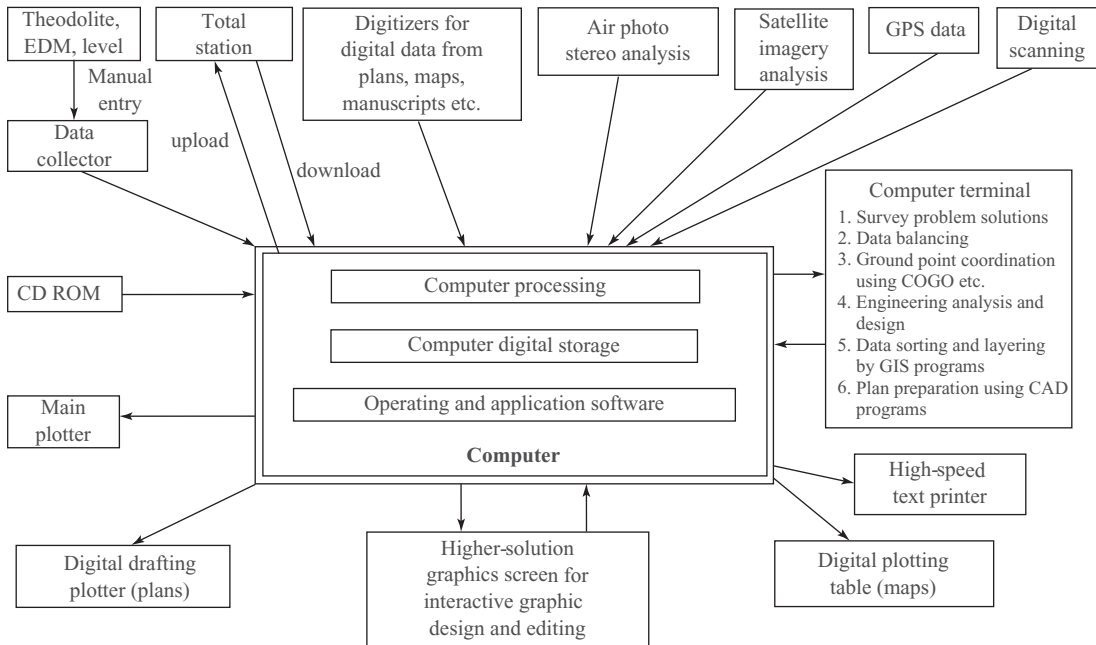 Theodolite,
EDM, level
Manual
entry
Data
collector
Total
station
upload
download
Digitizers for
digital data from
plans, maps,
manuscripts etc.
Air photo
stereo analysis
Satellite
imagery
analysis
GPS data
Digital
scanning
Computer terminal
1. Survey problem solutions
2. Data balancing
3. Ground point coordination
using COGO etc.
4. Engineering analysis and
design
5. Data sorting and layering
by GIS programs
6. Plan preparation using CAD
programs
CD ROM
Computer processing
Computer digital storage
Operating and application software
Computer
Main
plotter
High-speed
text printer
Digital drafting
plotter (plans)
Higher-solution
graphics screen for
interactive graphic
design and editing
Digital plotting
table (maps)